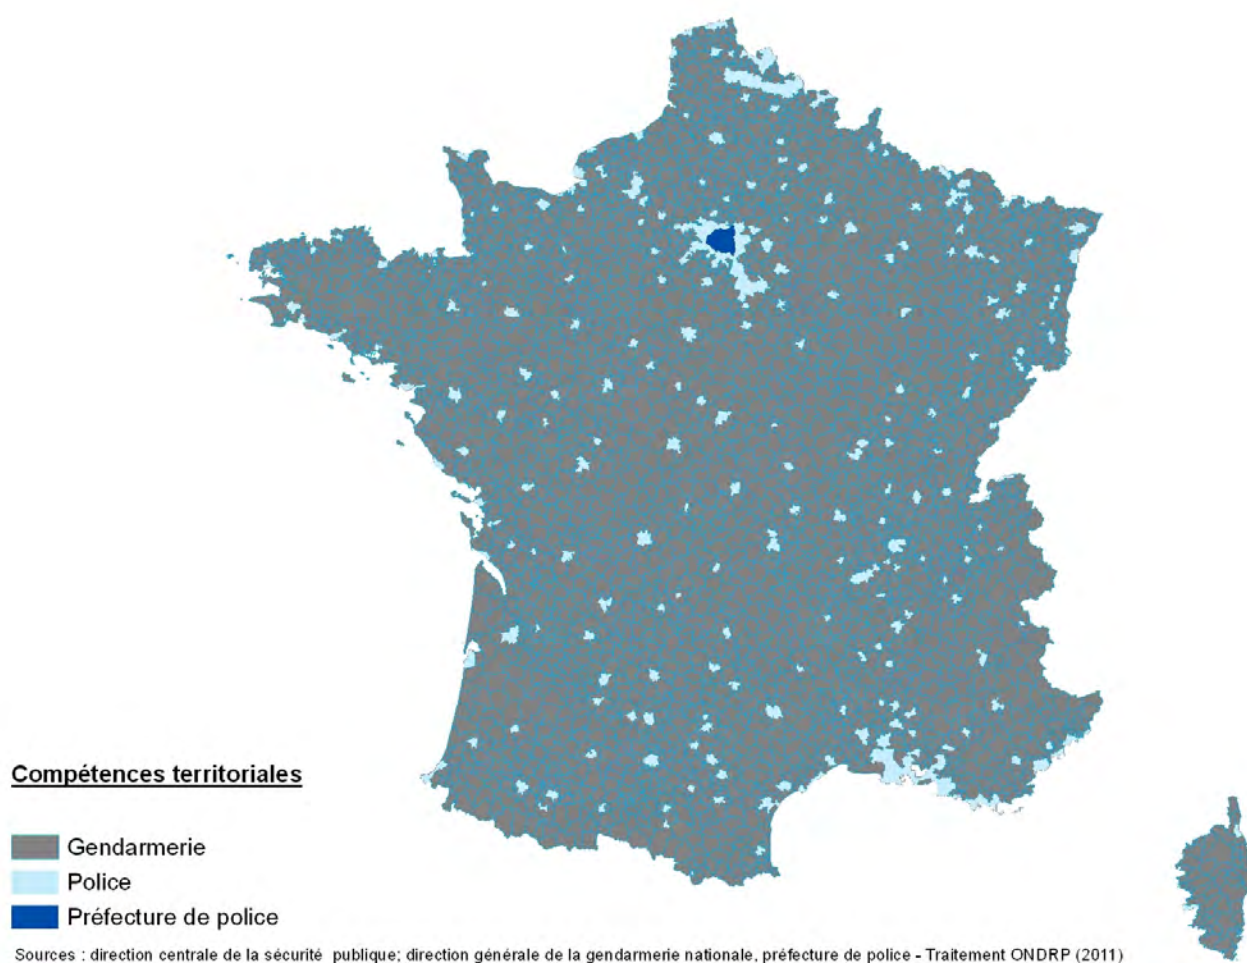 Compétences territoriales
Gendarmerie
Police
Préfecture de police
Sources : direction centrale de la sécurité publique; direction générale de la gendarmerie nationale, préfecture de police - Traitement ONDRP (2011)